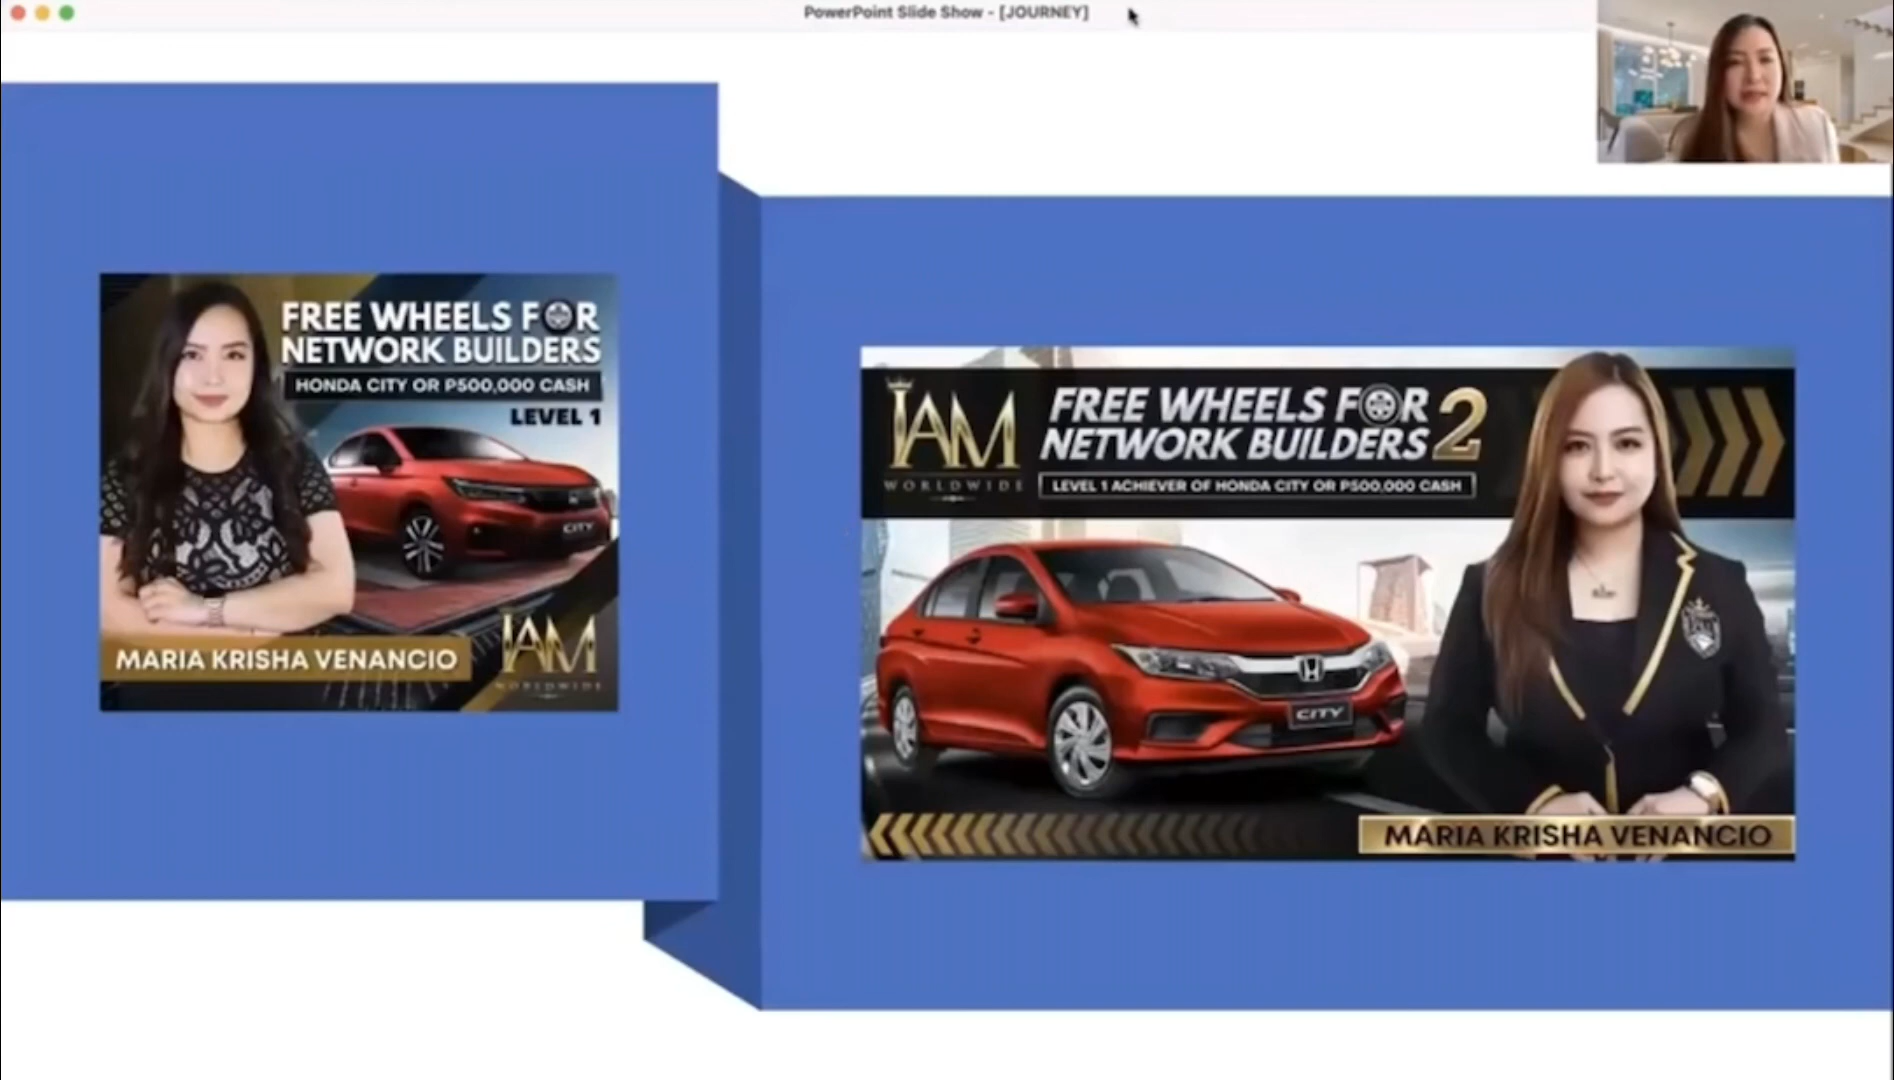 PowerPoint Slide Show - [JOURNEY]
FREE WHEELS FOR
NETWORK BUILDERS
HONDA CITY OR P500,000 CASH
LEVEL 1
CITY
MARIA KRISHA VENANCIO
IAM
WORLDWIDE
IAM
WORLDWIDE
FREE WHEELS FOR
NETWORK BUILDERS 2
LEVEL 1 ACHIEVER OF HONDA CITY OR P500,000 CASH
CITY
MARIA KRISHA VENANCIO